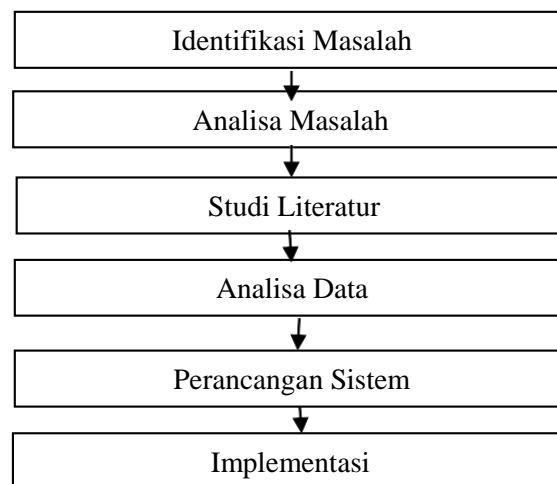 Identifikasi Masalah
Analisa Masalah
Studi Literatur
Analisa Data
Perancangan Sistem
Implementasi